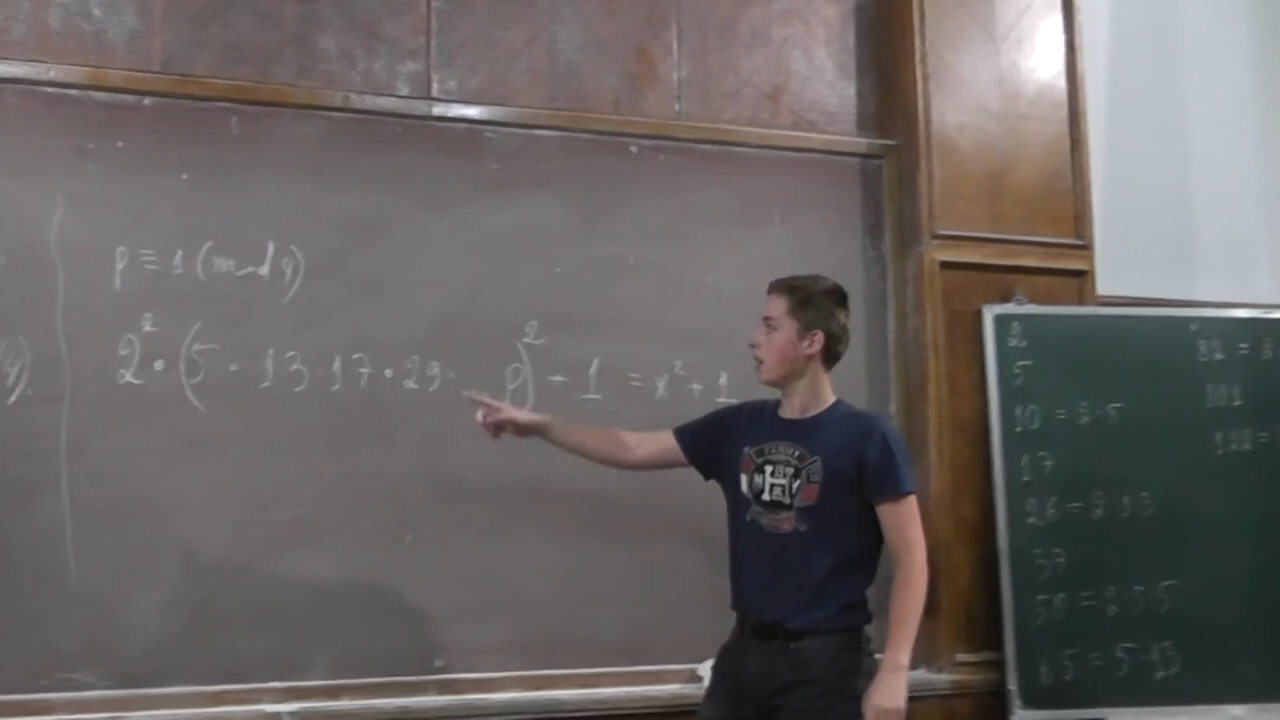 p ≡ 1 (mod 4)
2² · (5 · 13 · 17 · 29 · p)² + 1 = x² + 1
4).
2
5
10 = 2·5
17
26 = 2·13
37
50 = 2·5·5
65 = 5·13
82 = 2
101
122 =
H